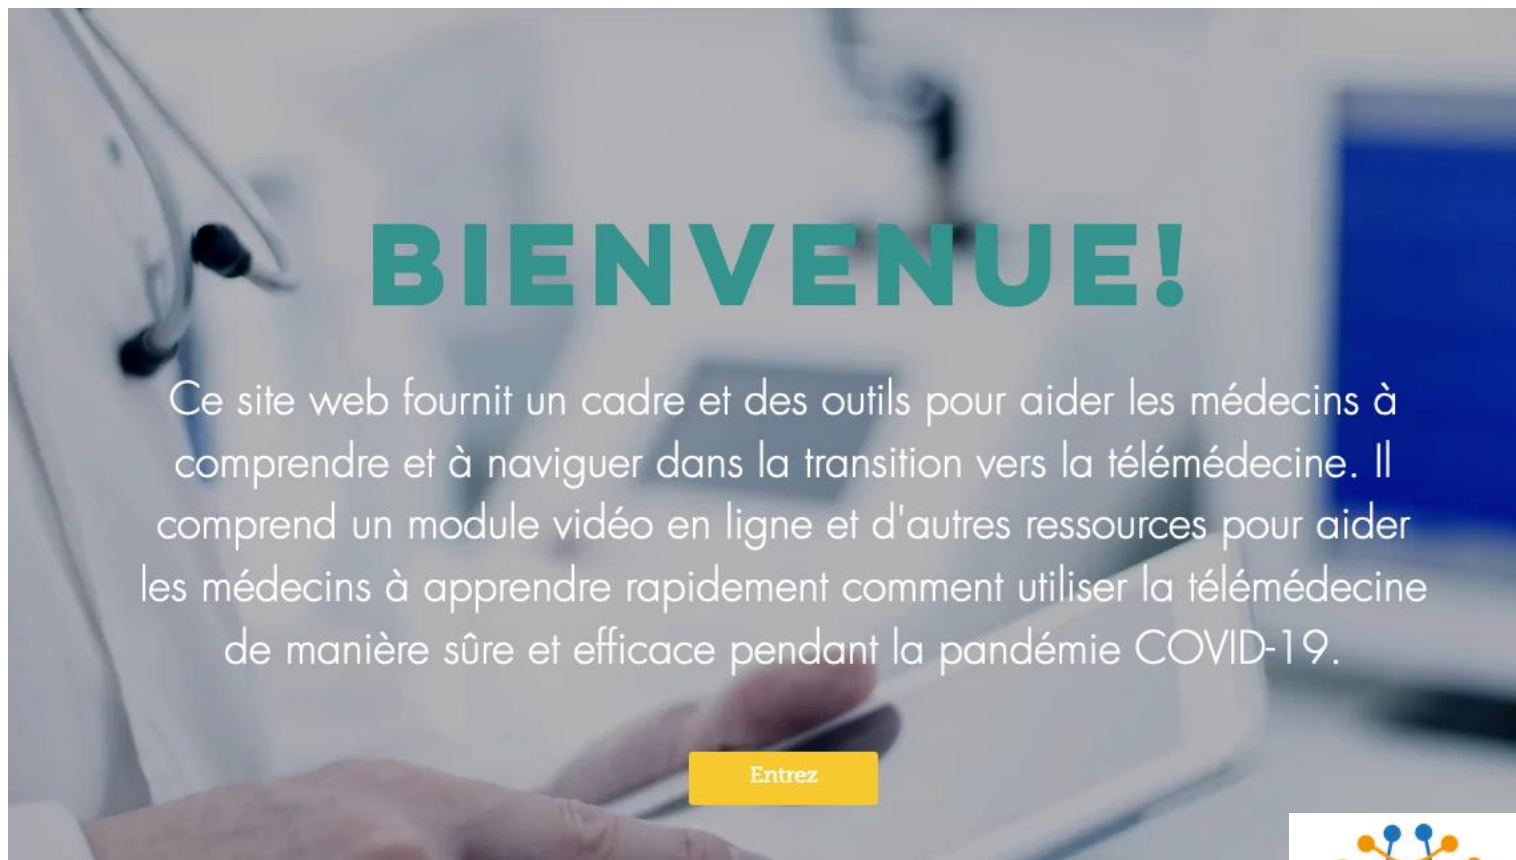 BIENVENUE!
Ce site web fournit un cadre et des outils pour aider les médecins à
comprendre et à naviguer dans la transition vers la télémédecine. Il
comprend un module vidéo en ligne et d'autres ressources pour aider
les médecins à apprendre rapidement comment utiliser la télémédecine
de manière sûre et efficace pendant la pandémie COVID-19.
Entrez